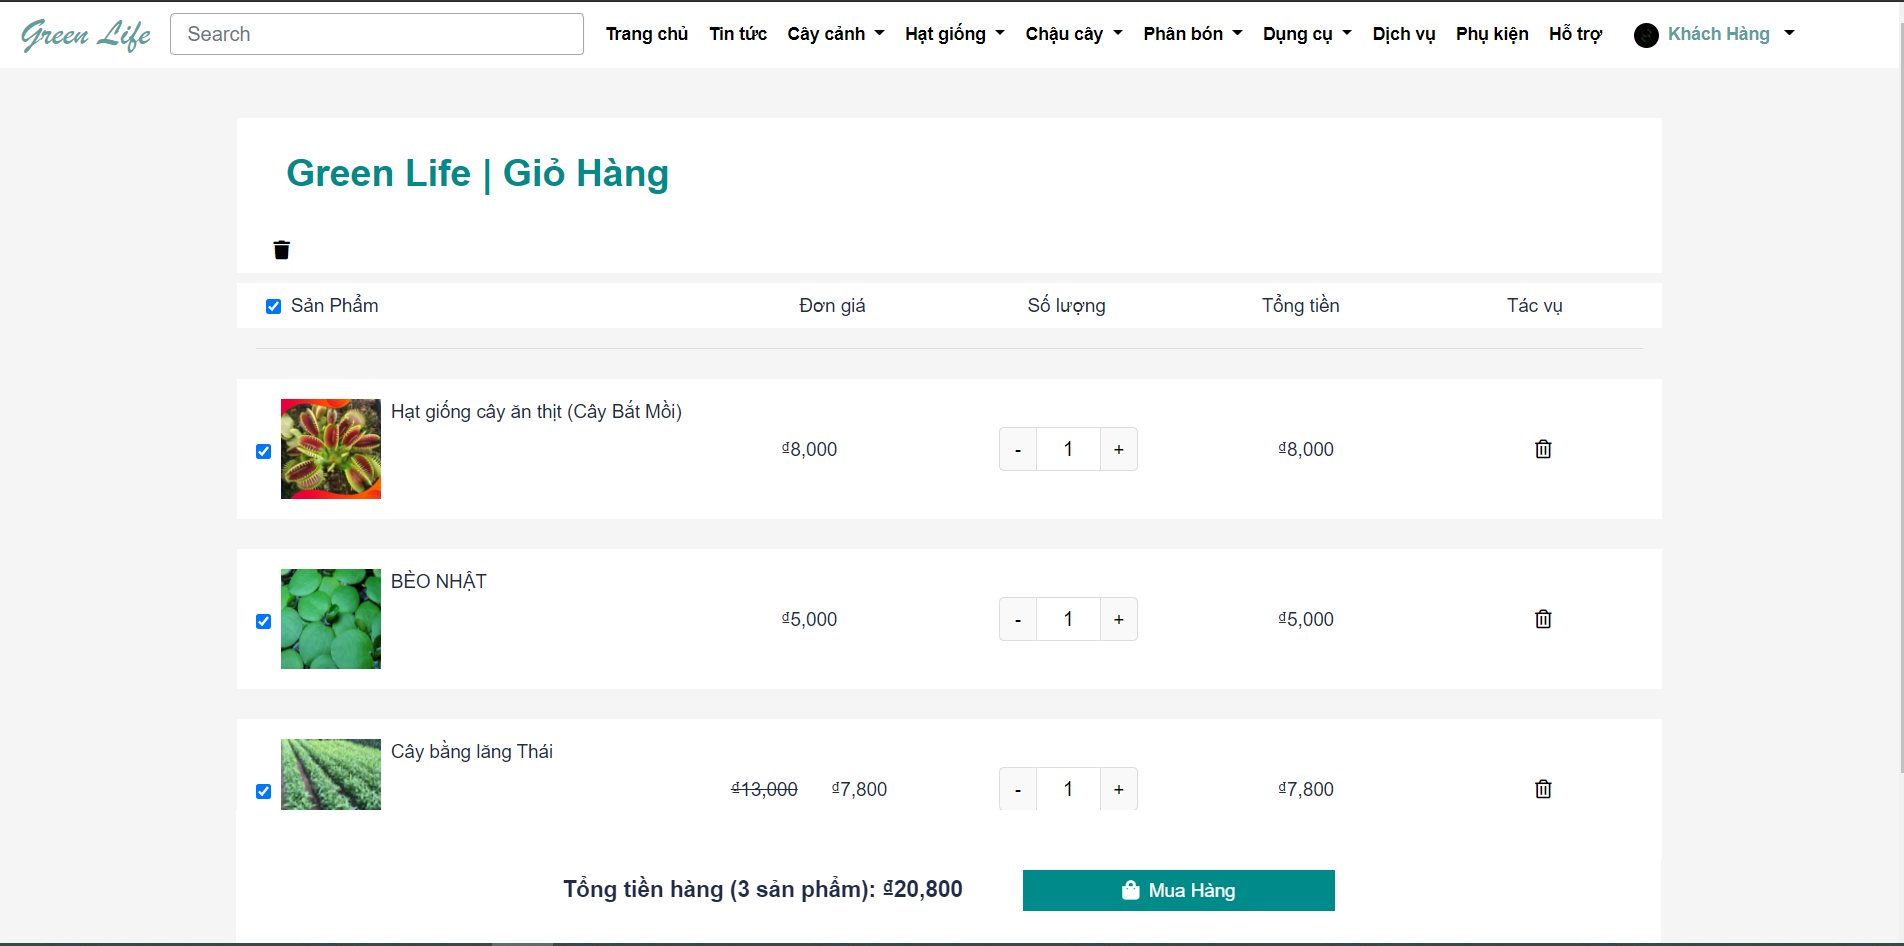 Green Life
Search
Trang chủ Tin tức Cây cảnh Hạt giống Chậu cây Phân bón Dụng cụ Dịch vụ Phụ kiện Hỗ trợ Khách Hàng
Green Life | Giỏ Hàng
Sản Phẩm Đơn giá Số lượng Tổng tiền Tác vụ
Hạt giống cây ăn thịt (Cây Bắt Mồi)
₫8,000 - 1 + ₫8,000
BÈO NHẬT
₫5,000 - 1 + ₫5,000
Cây bằng lăng Thái
₫13,000 ₫7,800 - 1 + ₫7,800
Tổng tiền hàng (3 sản phẩm): ₫20,800 Mua Hàng